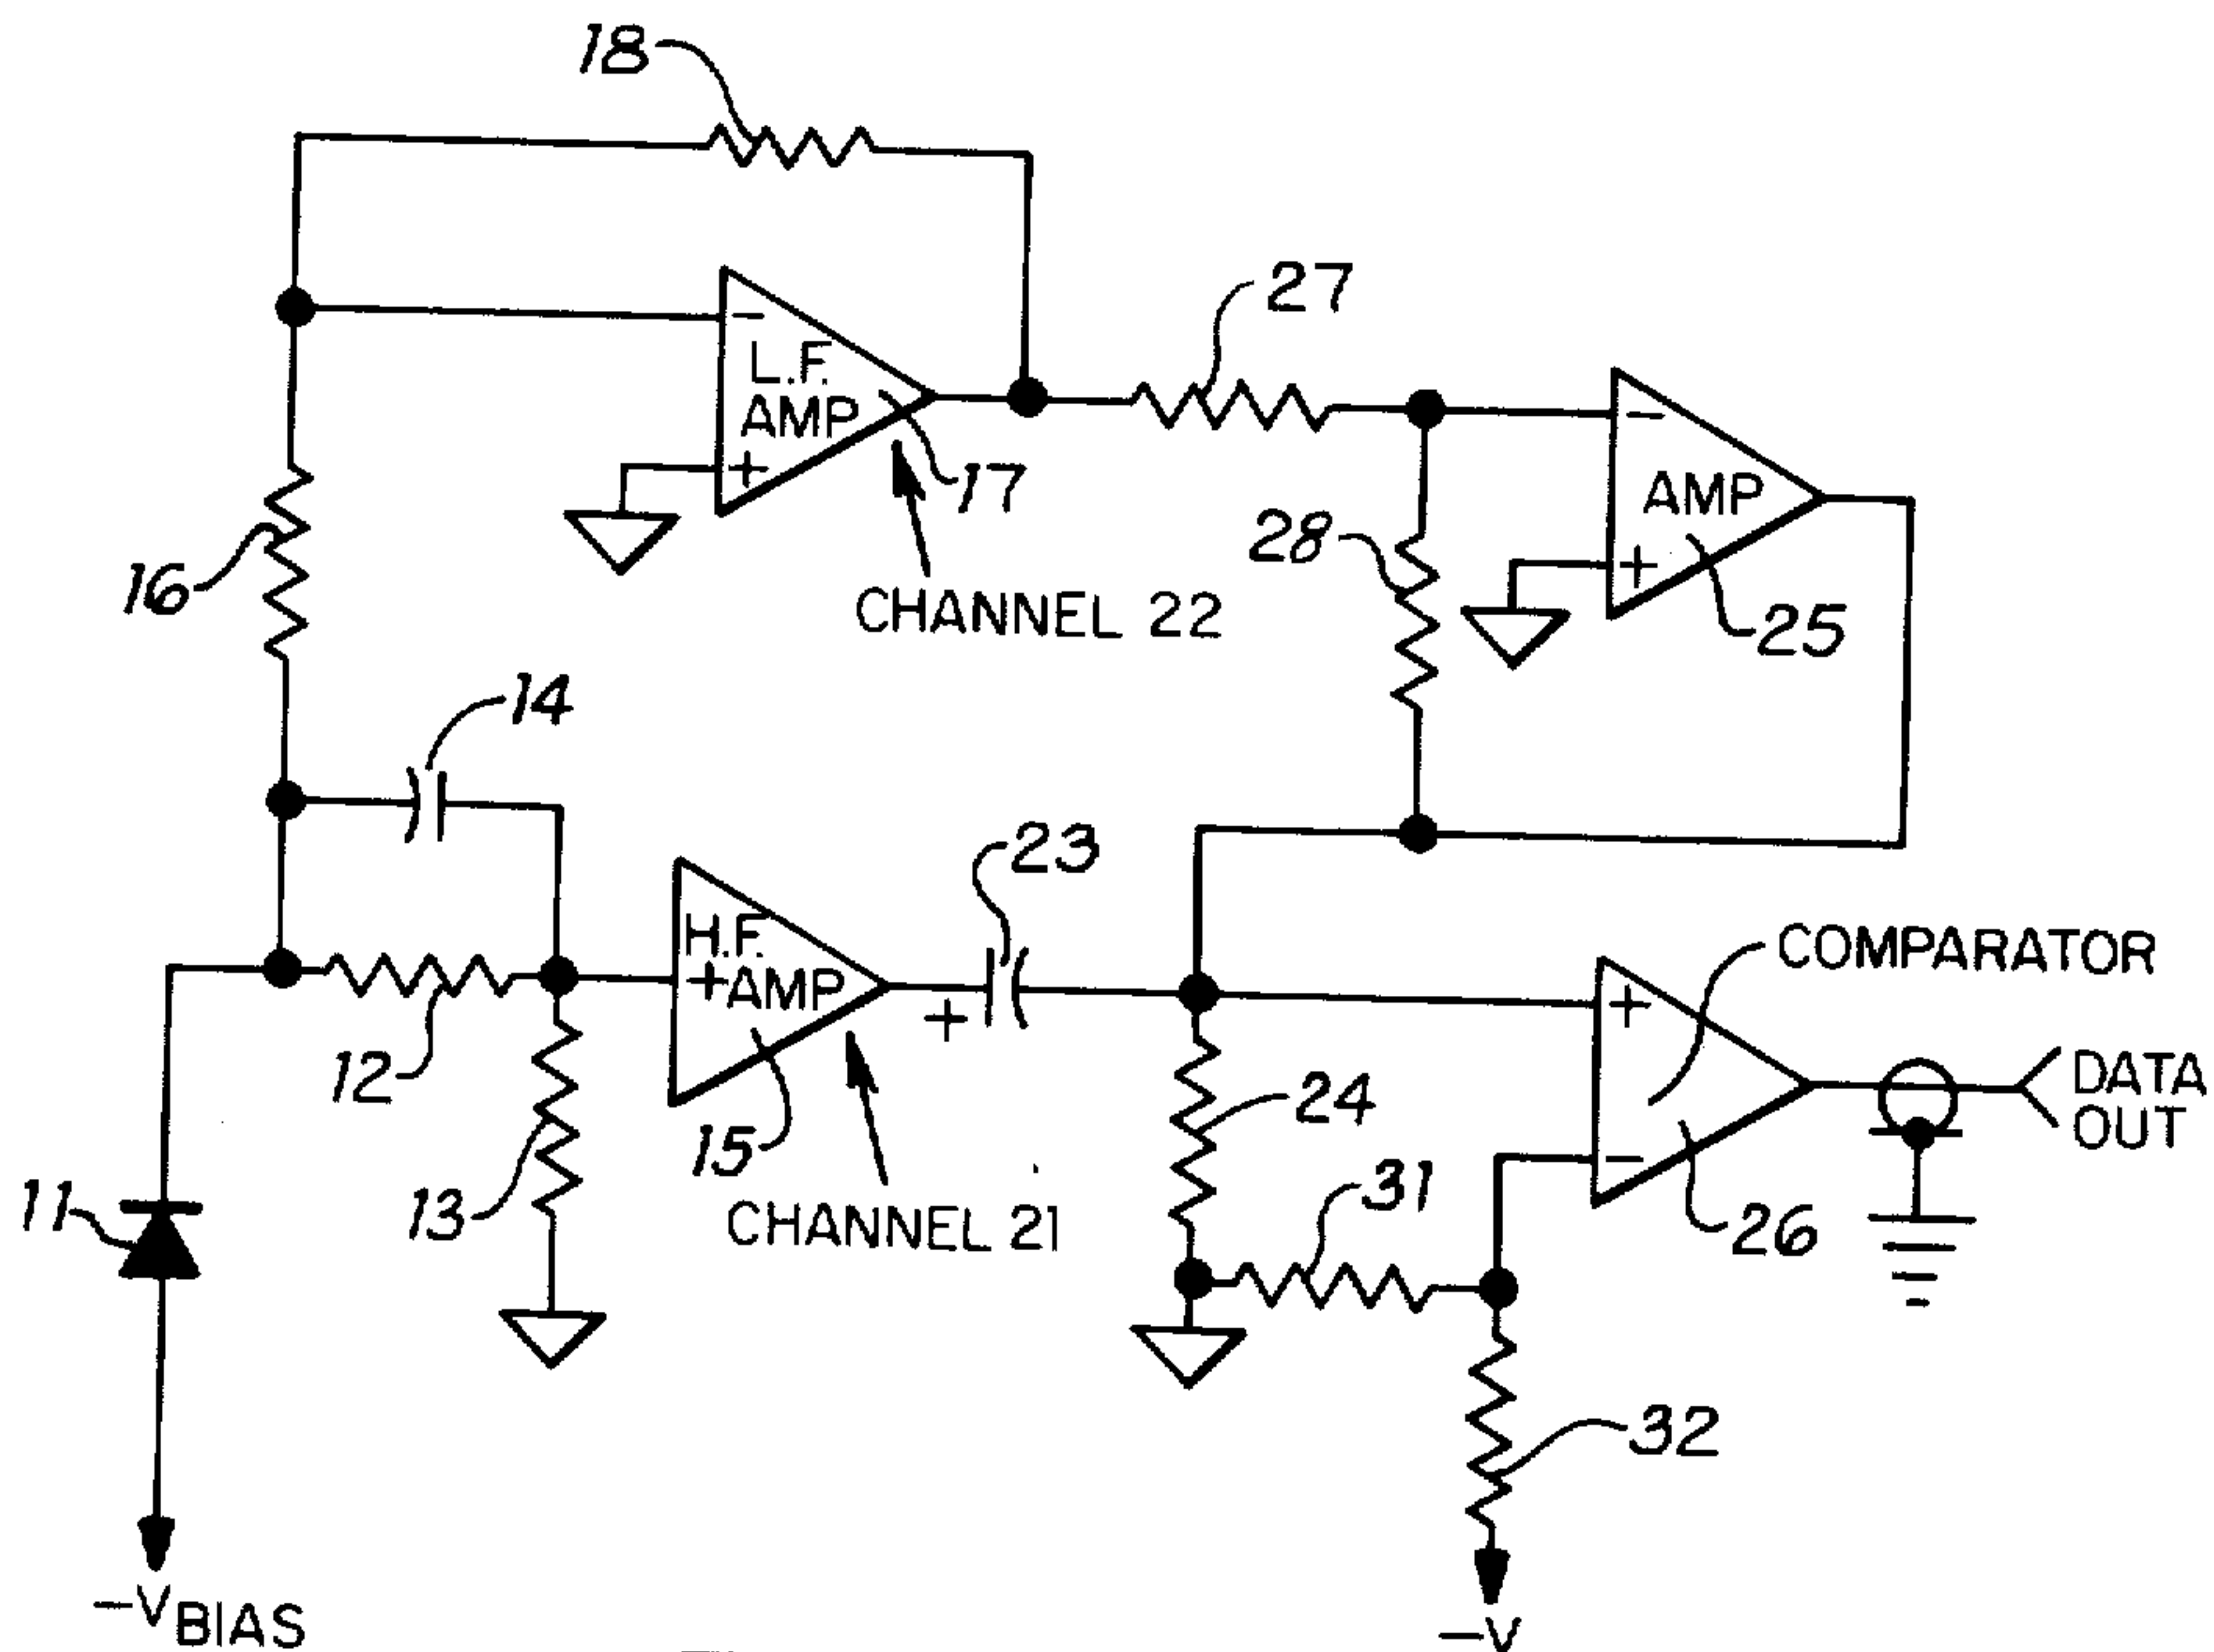 18
27
-
L.F.
AMP
+
17
CHANNEL 22
-
AMP
+
25
28
16
14
23
H.F.
+ AMP
+
15
CHANNEL 21
12
13
11
COMPARATOR
+
-
26
DATA
OUT
24
31
32
-VBIAS
-V